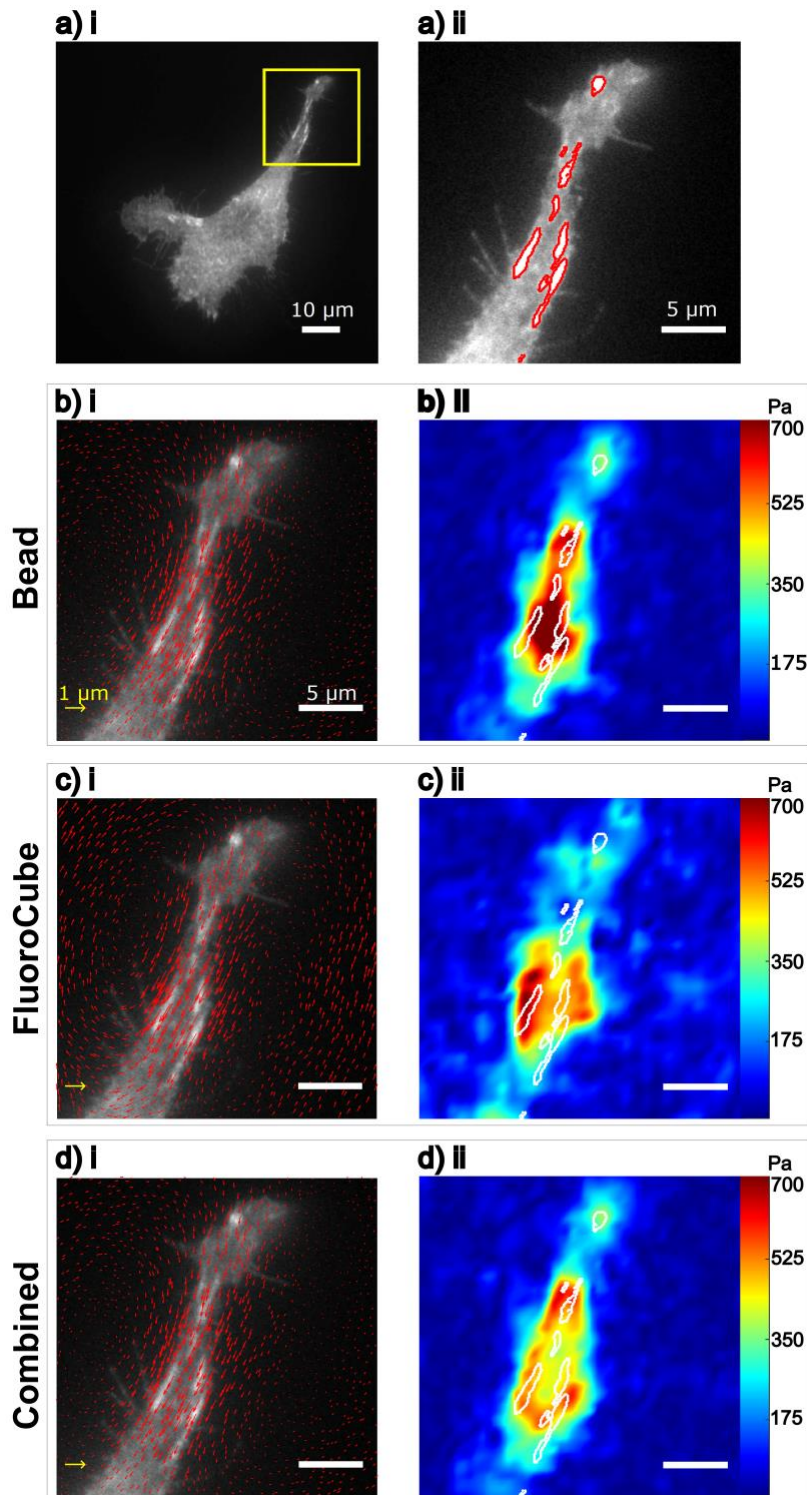 a) i
a) ii
10 µm
5 µm
b) i
b) II
Pa
700
525
350
175
1 µm
5 µm
Bead
c) i
c) ii
Pa
700
525
350
175
FluoroCube
d) i
d) ii
Pa
700
525
350
175
Combined